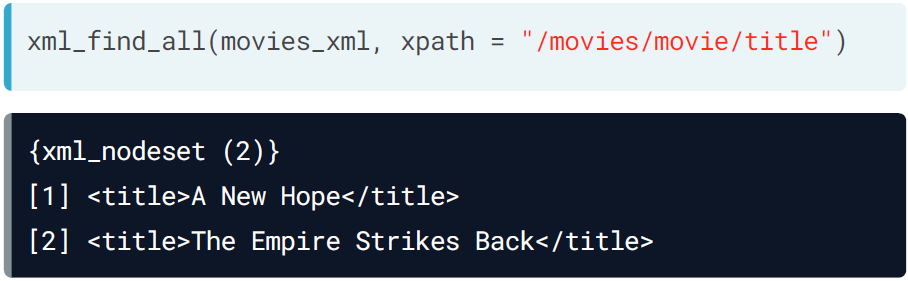 xml_find_all(movies_xml, xpath = "/movies/movie/title")
{xml_nodeset (2)}
[1] <title>A New Hope</title>
[2] <title>The Empire Strikes Back</title>